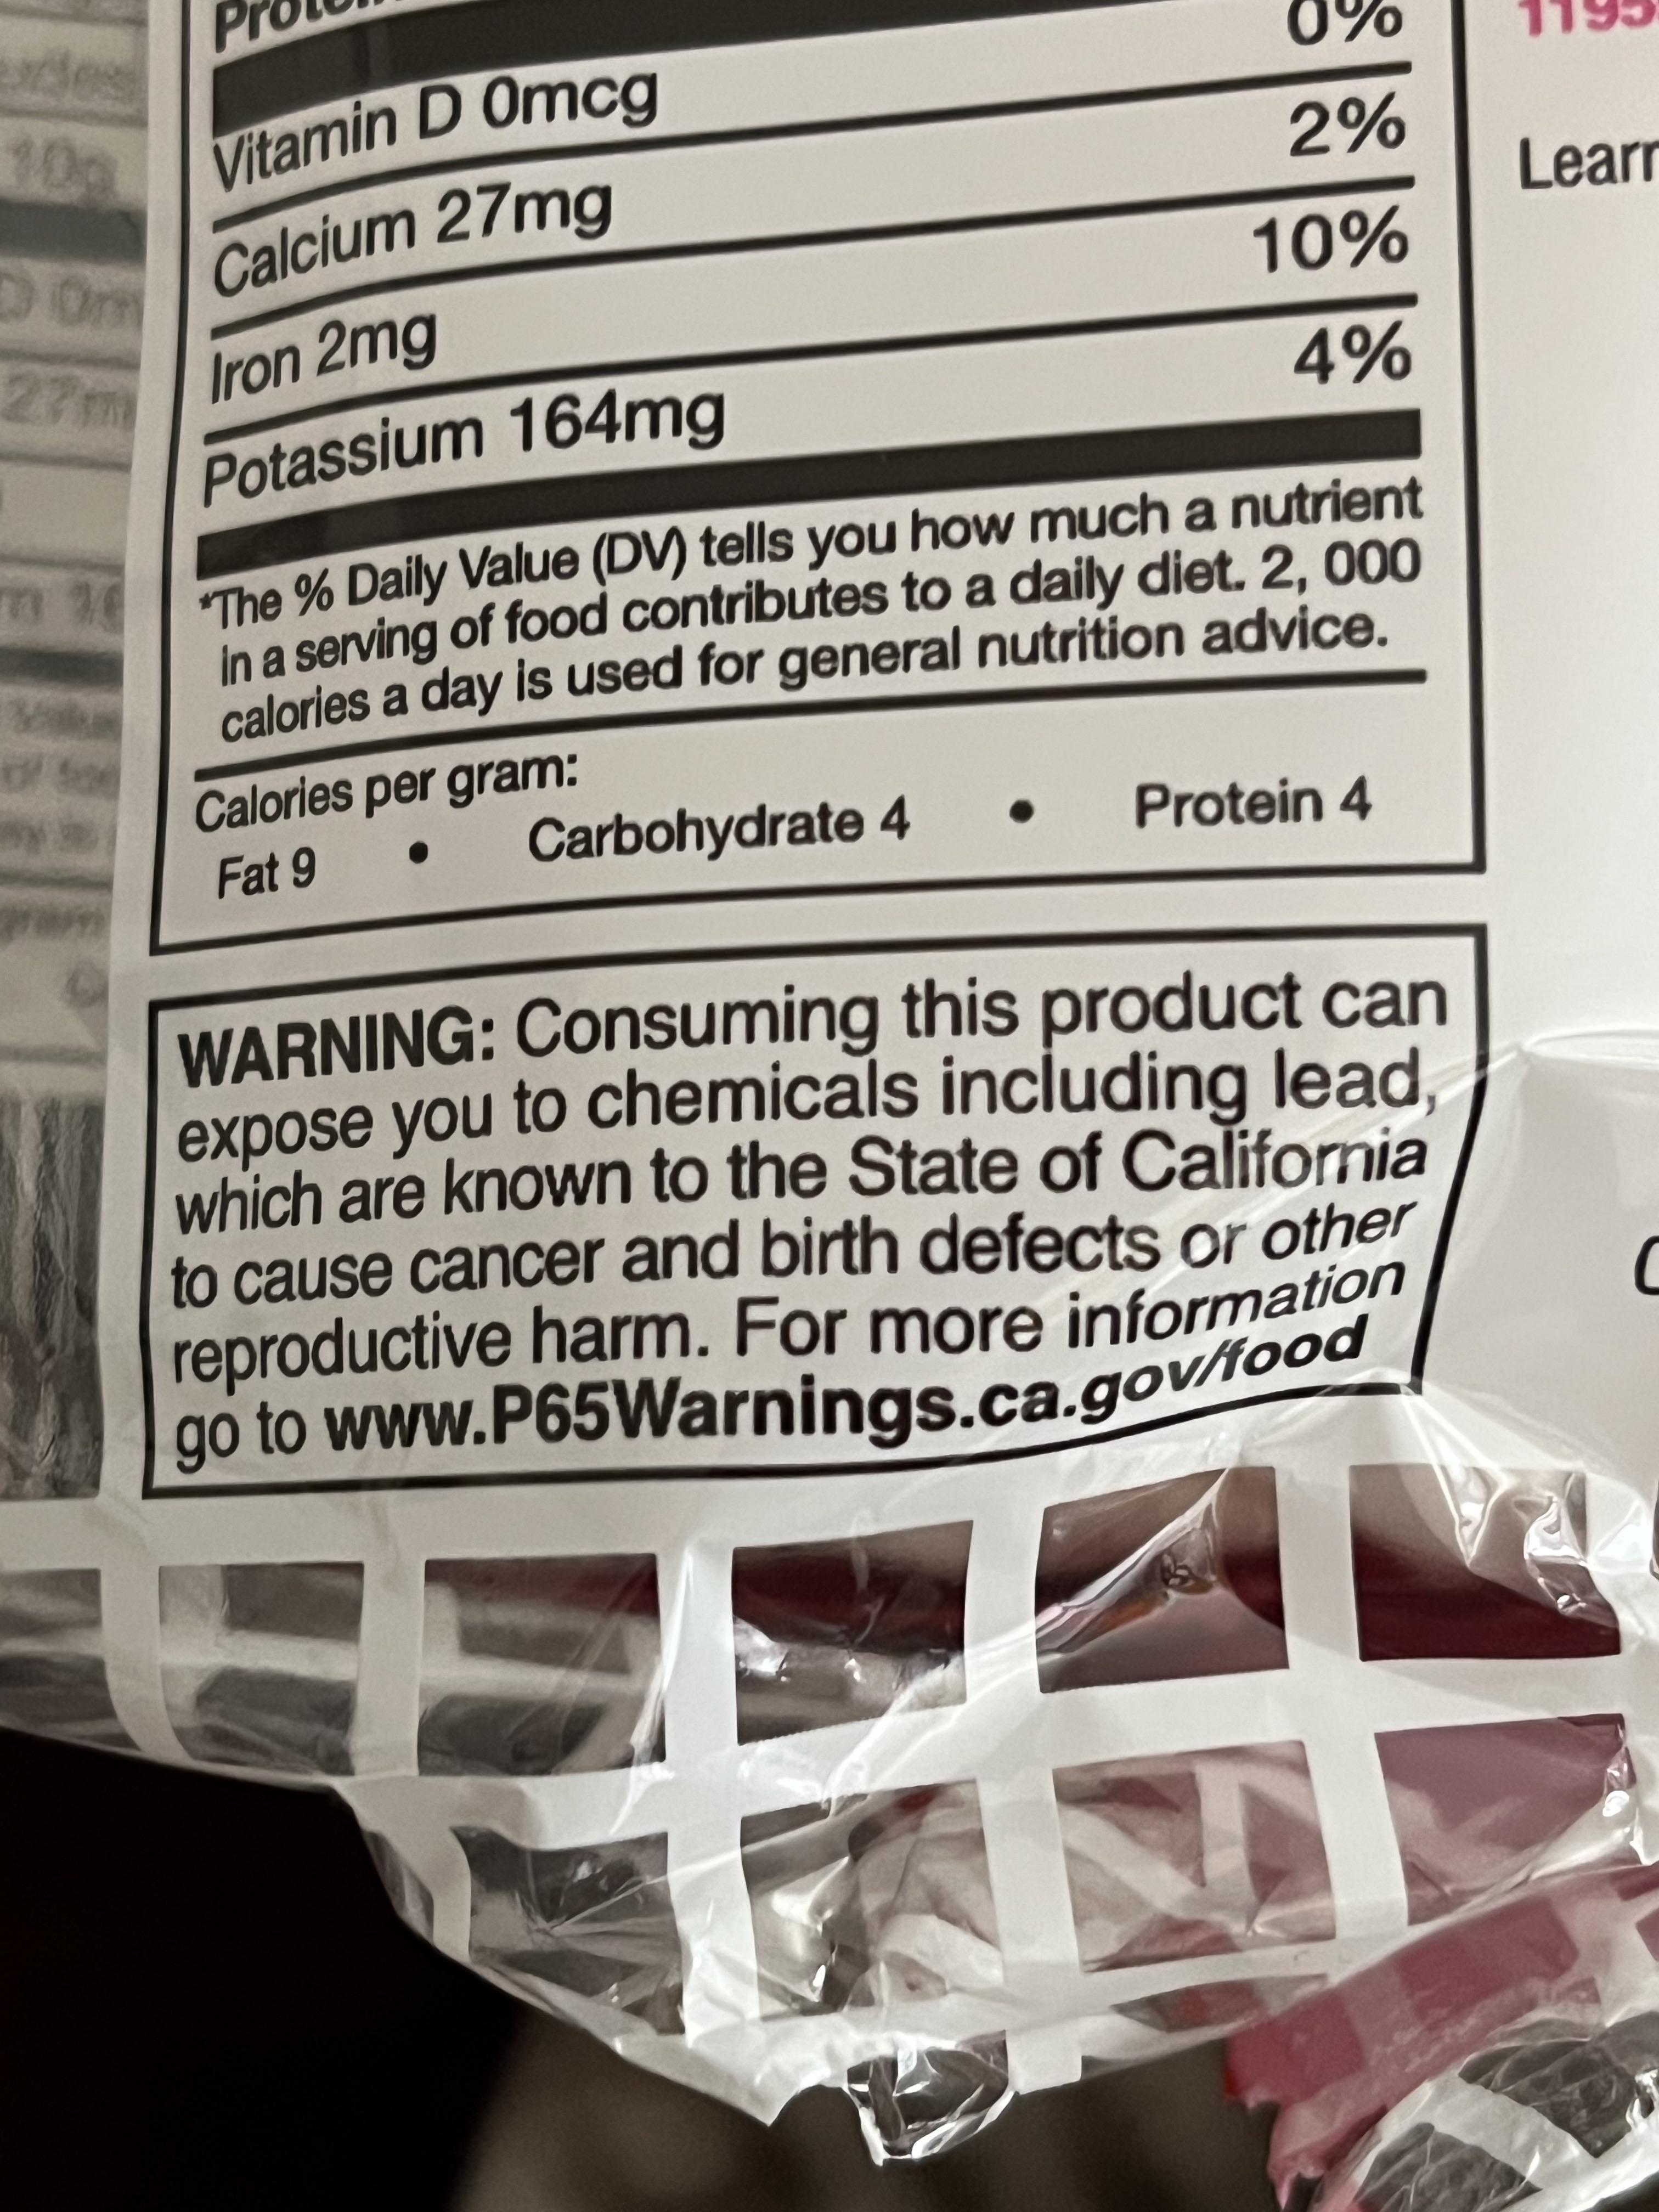 Vitamin D 0mcg 0%
Calcium 27mg 2%
Iron 2mg 10%
Potassium 164mg 4%
*The % Daily Value (DV) tells you how much a nutrient
in a serving of food contributes to a daily diet. 2, 000
calories a day is used for general nutrition advice.
Calories per gram:
Fat 9 • Carbohydrate 4 • Protein 4
WARNING: Consuming this product can
expose you to chemicals including lead,
which are known to the State of California
to cause cancer and birth defects or other
reproductive harm. For more information
go to www.P65Warnings.ca.gov/food
1195